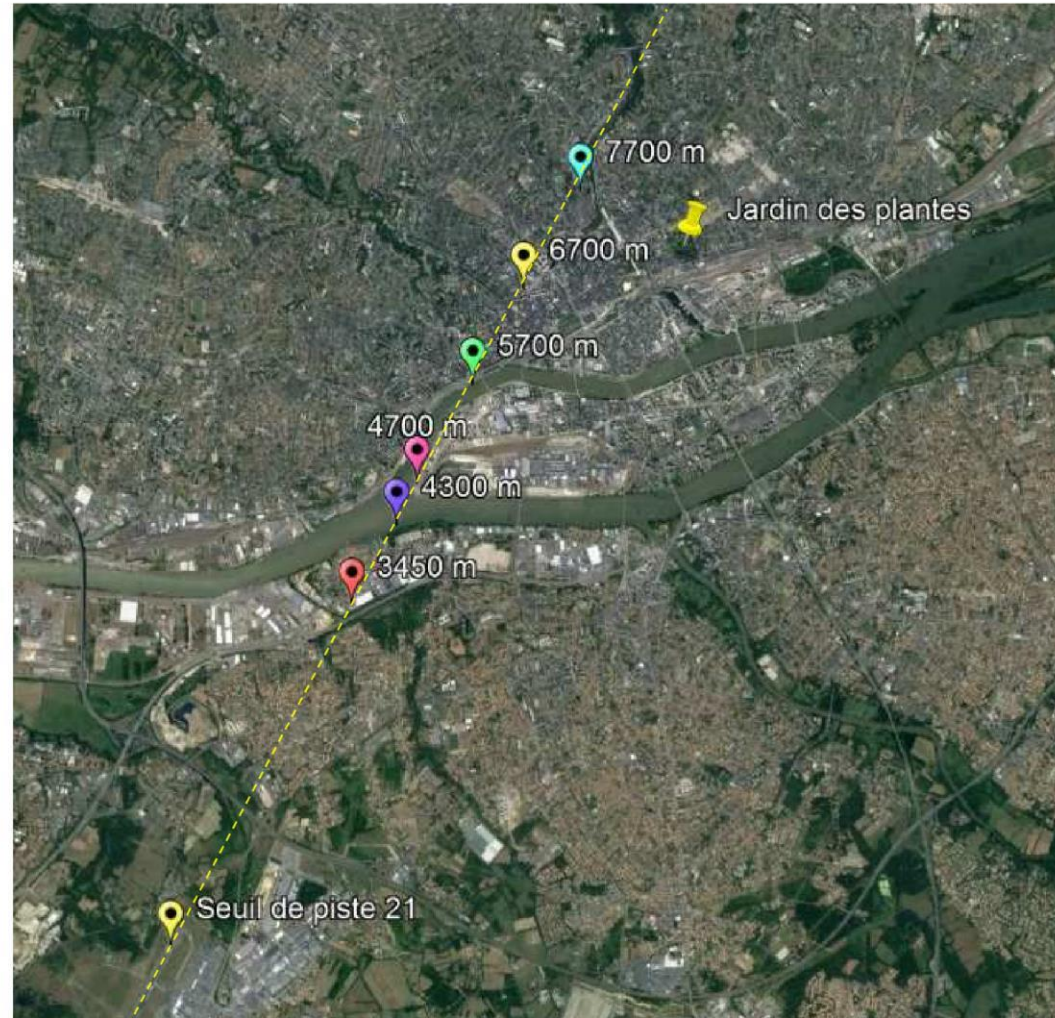 7700 m
Jardin des plantes
6700 m
5700 m
4700 m
4300 m
3450 m
Seuil de piste 21